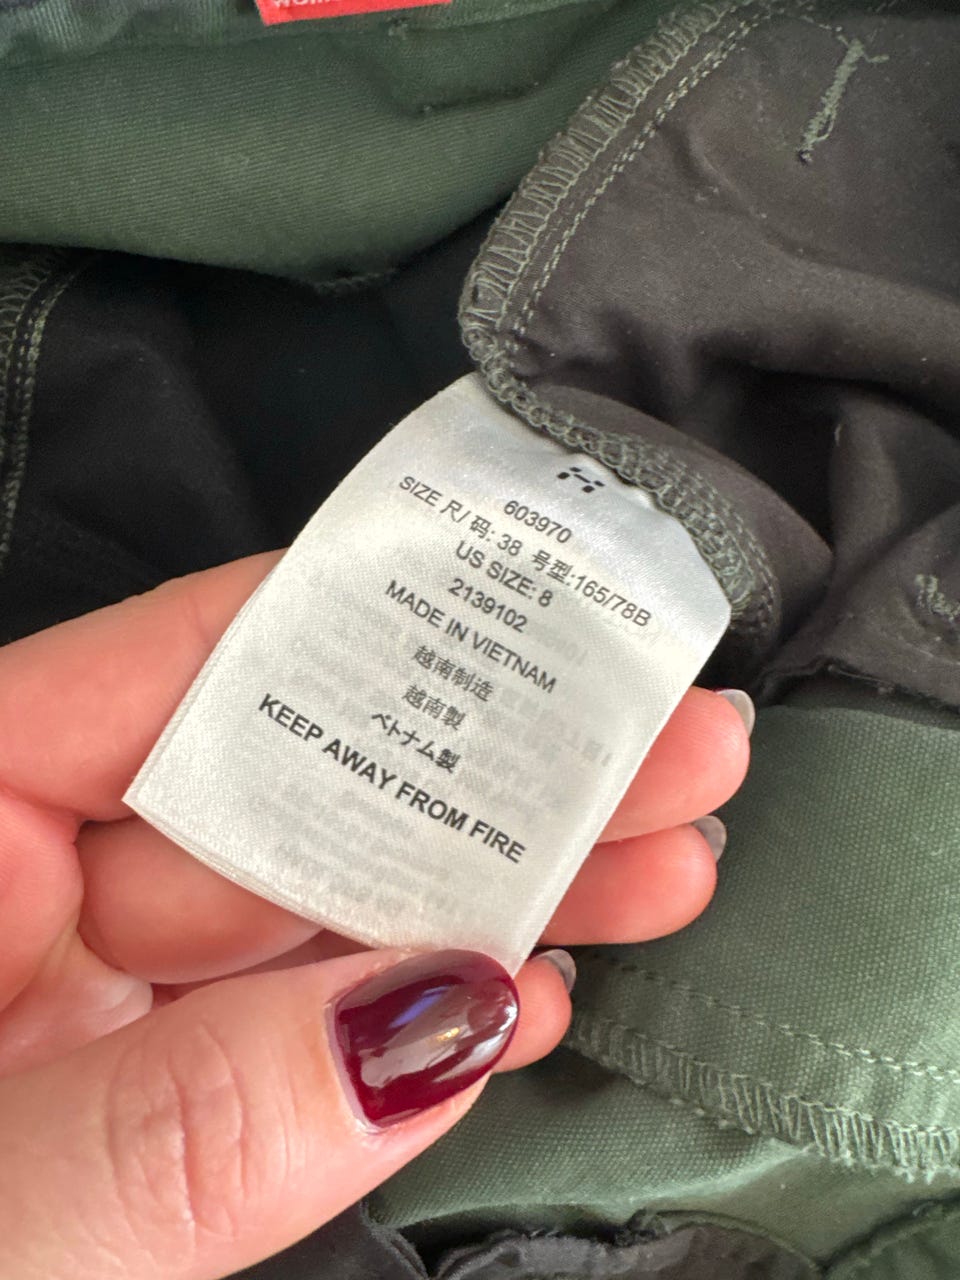 603970
SIZE 尺/ 码: 38 号型:165/78B
US SIZE: 8
2139102
MADE IN VIETNAM
越南制造
越南製
ベトナム製
KEEP AWAY FROM FIRE